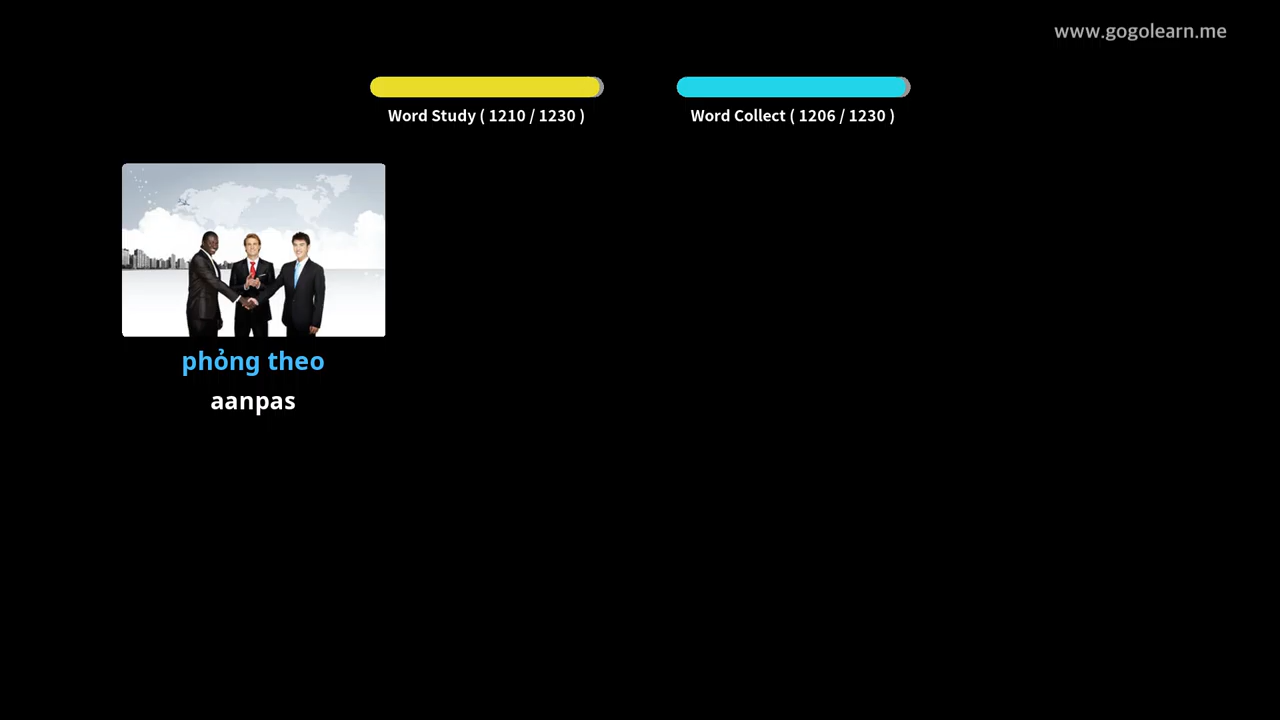 www.gogolearn.me
Word Study ( 1210 / 1230 )
Word Collect ( 1206 / 1230 )
phỏng theo
aanpas